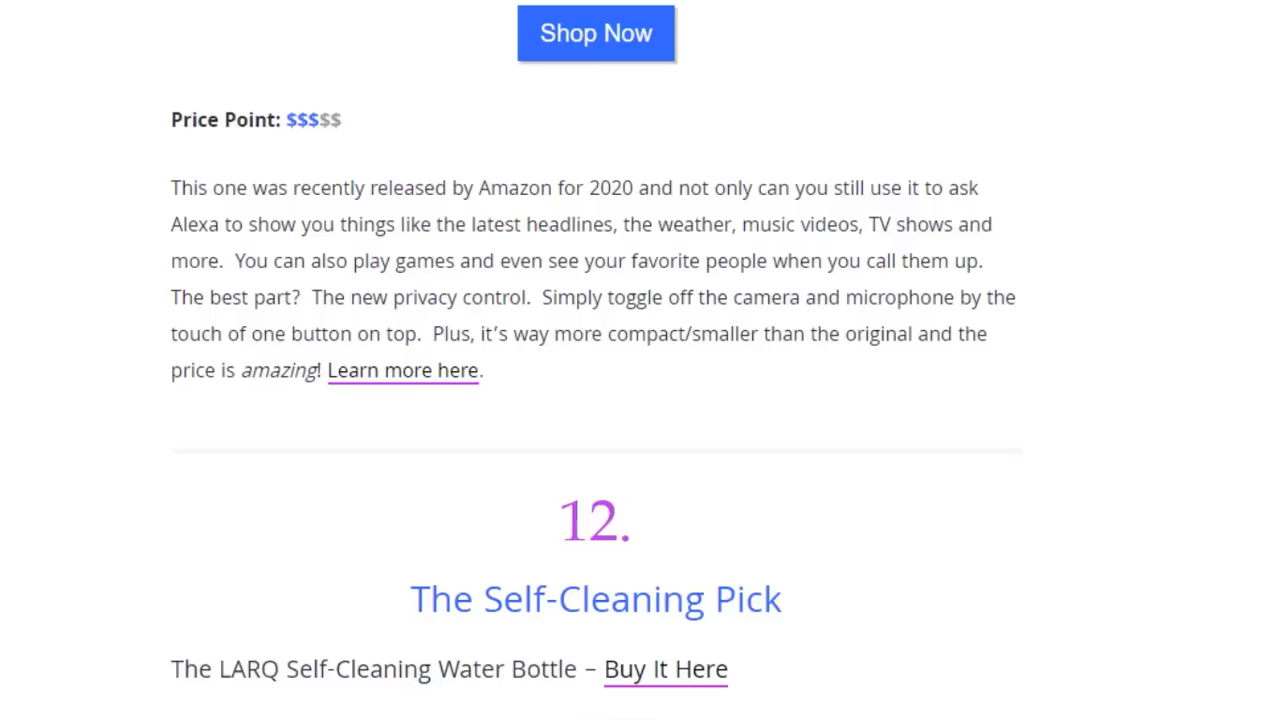 Shop Now
Price Point: $$$$$
This one was recently released by Amazon for 2020 and not only can you still use it to ask
Alexa to show you things like the latest headlines, the weather, music videos, TV shows and
more.  You can also play games and even see your favorite people when you call them up.
The best part?  The new privacy control.  Simply toggle off the camera and microphone by the
touch of one button on top.  Plus, it’s way more compact/smaller than the original and the
price is amazing! Learn more here.
12.
The Self-Cleaning Pick
The LARQ Self-Cleaning Water Bottle – Buy It Here